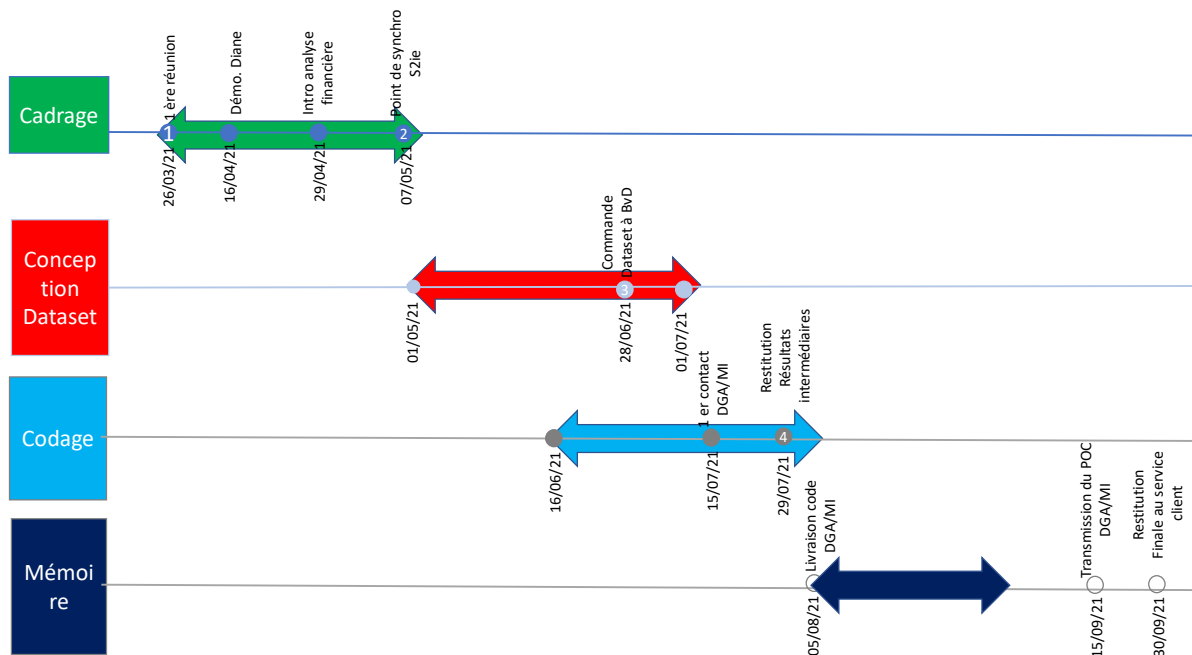 Cadrage
1
1 ère réunion
26/03/21
Démo. Diane
16/04/21
Intro analyse
financière
29/04/21
Point de synchro
S2ie
2
07/05/21
Concep
tion
Dataset
01/05/21
Commande
Dataset à BvD
3
28/06/21
01/07/21
Codage
16/06/21
1 er contact
DGA/MI
15/07/21
Restitution
Résultats
intermédiaires
4
29/07/21
Mémoi
re
Livraison code
DGA/MI
05/08/21
Transmission du POC
DGA/MI
15/09/21
Restitution
Finale au service
client
30/09/21